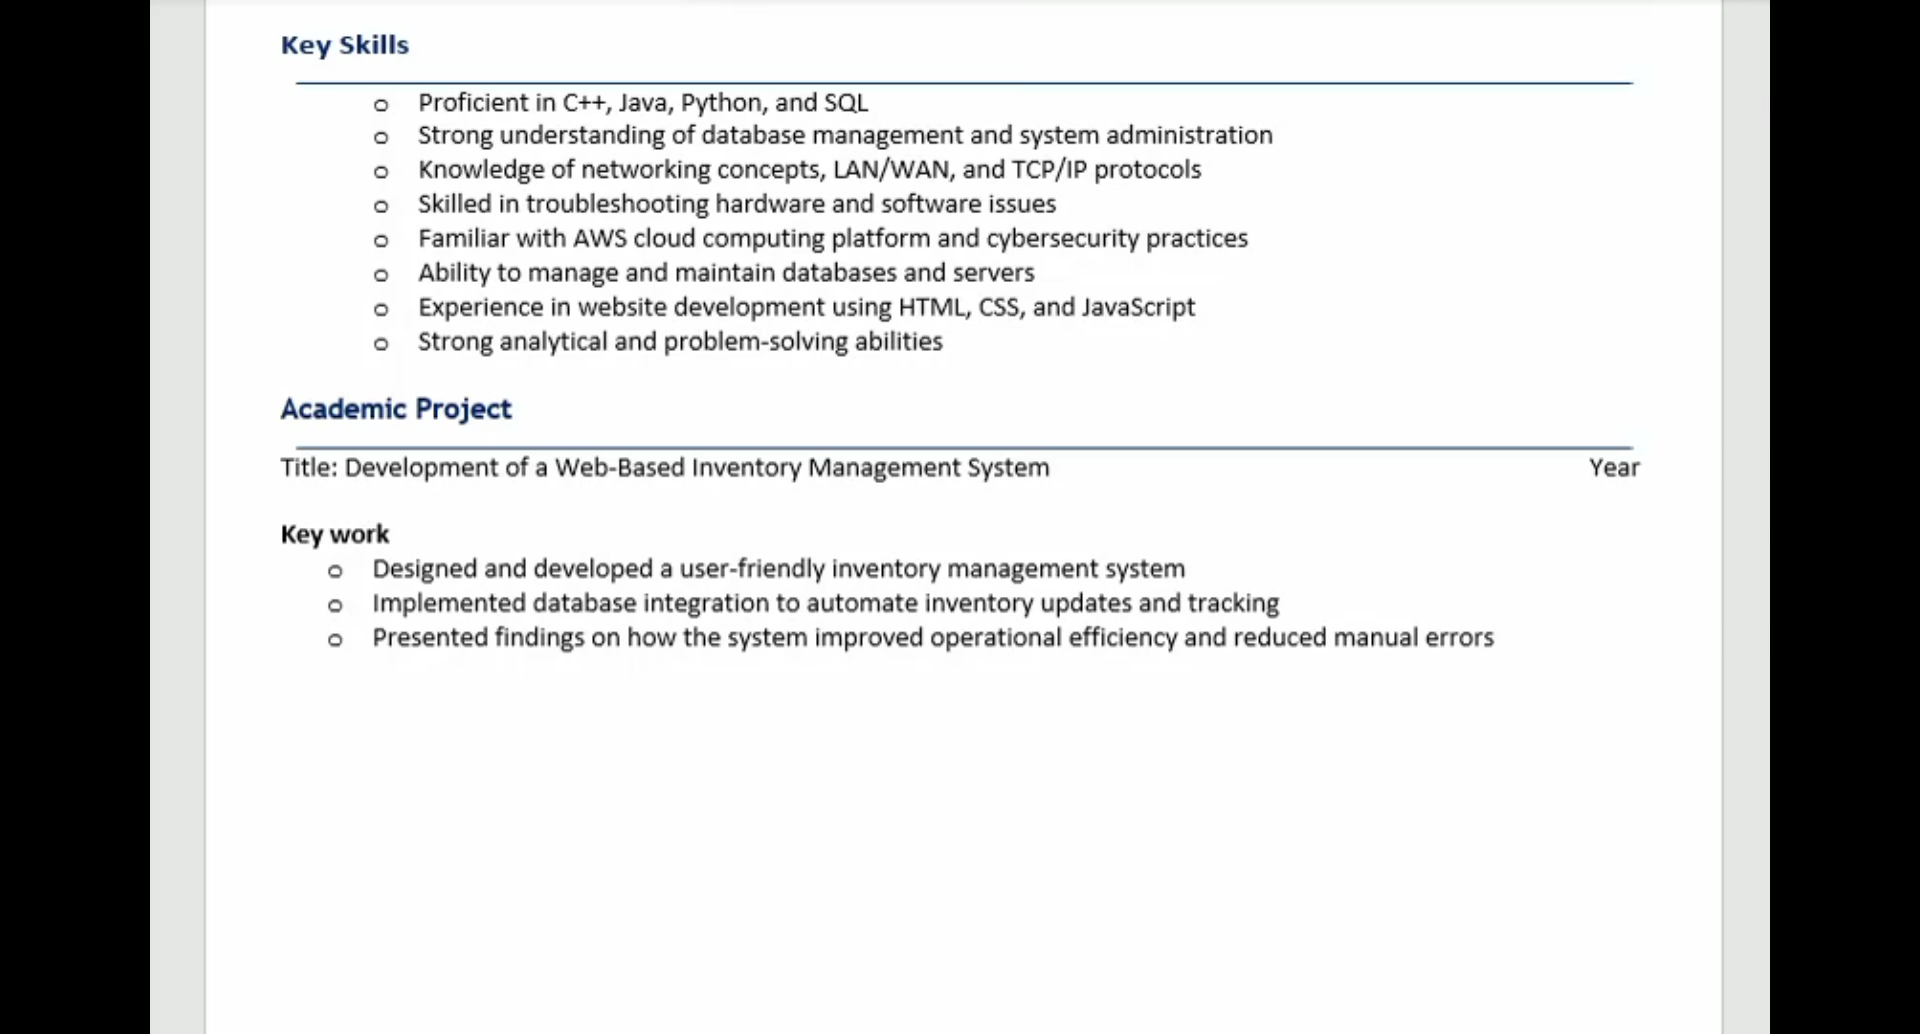 Key Skills
o Proficient in C++, Java, Python, and SQL
o Strong understanding of database management and system administration
o Knowledge of networking concepts, LAN/WAN, and TCP/IP protocols
o Skilled in troubleshooting hardware and software issues
o Familiar with AWS cloud computing platform and cybersecurity practices
o Ability to manage and maintain databases and servers
o Experience in website development using HTML, CSS, and JavaScript
o Strong analytical and problem-solving abilities
Academic Project
Title: Development of a Web-Based Inventory Management System Year
Key work
o Designed and developed a user-friendly inventory management system
o Implemented database integration to automate inventory updates and tracking
o Presented findings on how the system improved operational efficiency and reduced manual errors